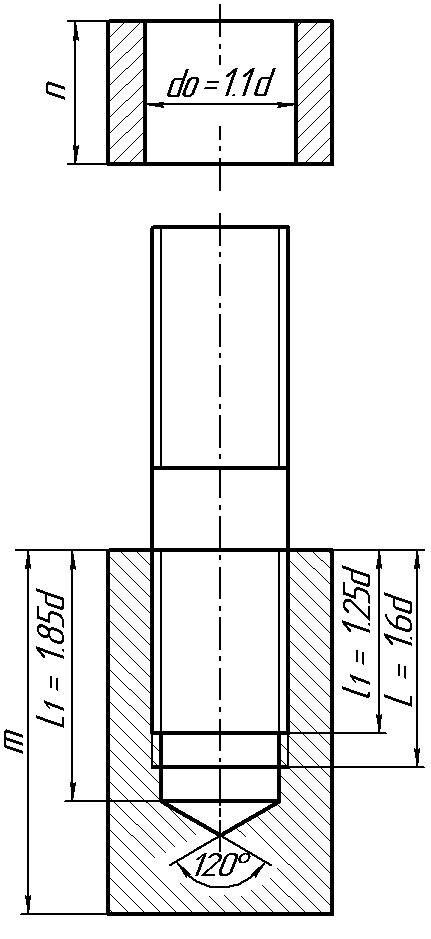 n
do = 1.1d
m
L1 = 1.85d
l1 = 1.25d
L = 1.6d
120°